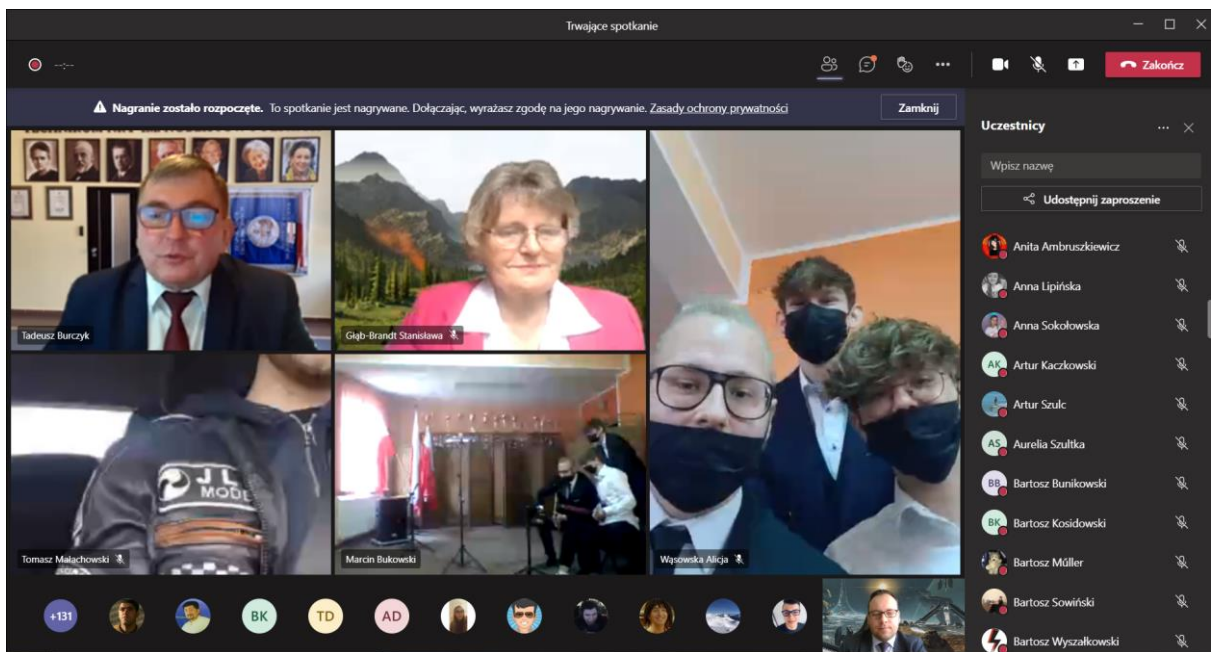 Trwające spotkanie
--:--
Zakończ
Nagranie zostało rozpoczęte. To spotkanie jest nagrywane. Dołączając, wyrażasz zgodę na jego nagrywanie. Zasady ochrony prywatności
Zamknij
Tadeusz Burczyk
Głąb-Brandt Stanisława
JL
MODE
Tomasz Małachowski
Marcin Bukowski
Wąsowska Alicja
+131
BK
TD
AD
Uczestnicy
Wpisz nazwę
Udostępnij zaproszenie
Anita Ambruszkiewicz
Anna Lipińska
Anna Sokołowska
AK Artur Kaczkowski
Artur Szulc
AS Aurelia Szultka
BB Bartosz Bunikowski
BK Bartosz Kosidowski
Bartosz Műller
Bartosz Sowiński
Bartosz Wyszałkowski